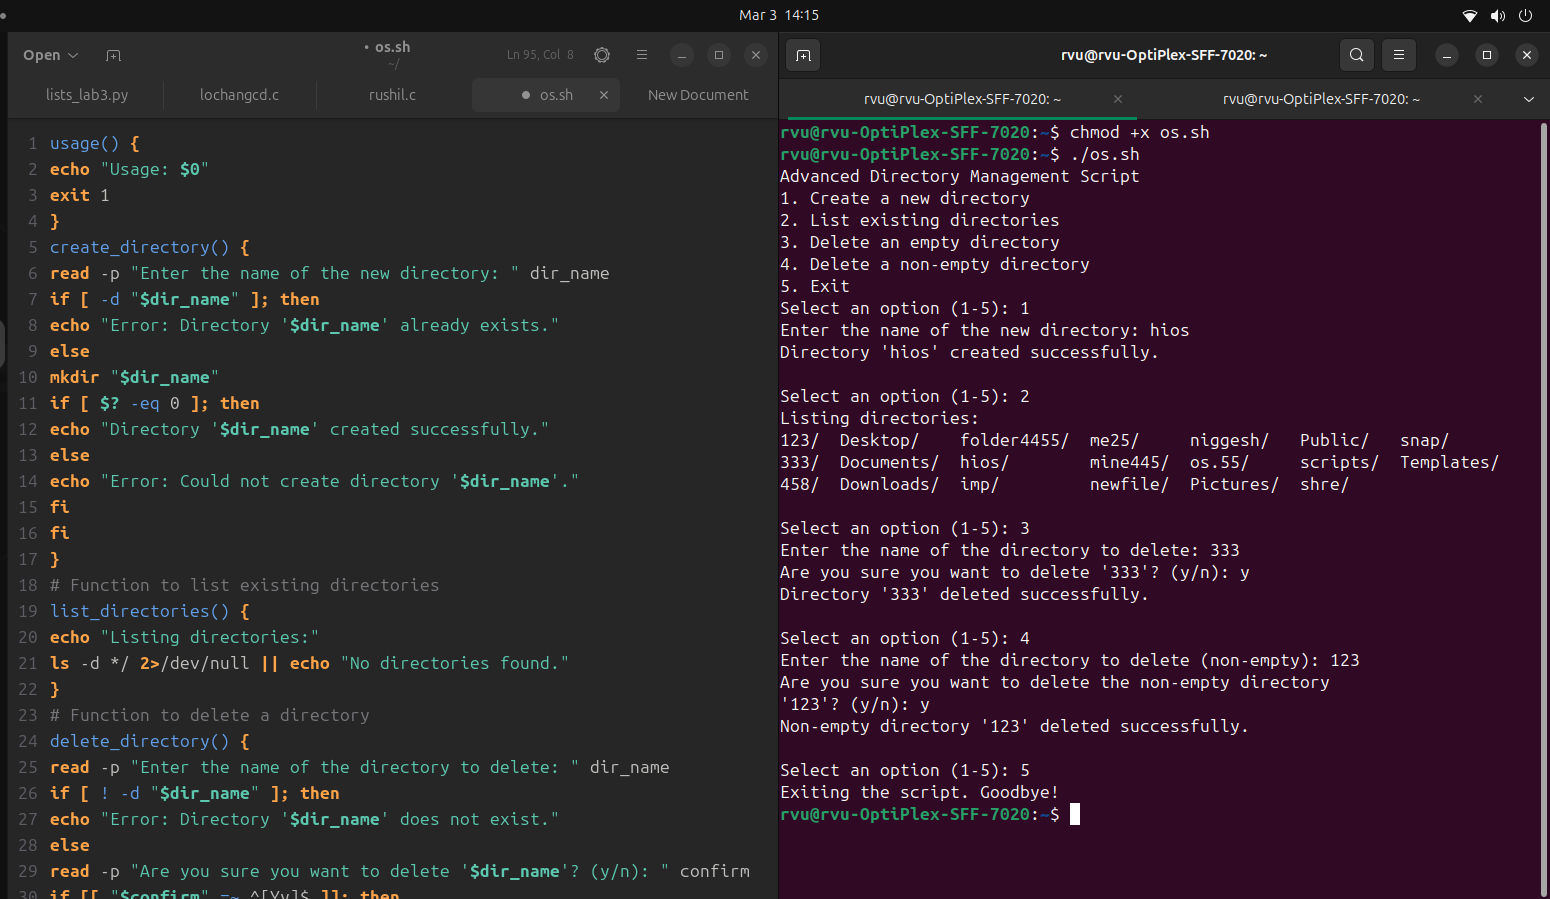 Mar 3 14:15
Open
• os.sh
~/
Ln 95, Col 8
lists_lab3.py
lochangcd.c
rushil.c
● os.sh ×
New Document
1 usage() {
2 echo "Usage: $0"
3 exit 1
4 }
5 create_directory() {
6 read -p "Enter the name of the new directory: " dir_name
7 if [ -d "$dir_name" ]; then
8 echo "Error: Directory '$dir_name' already exists."
9 else
10 mkdir "$dir_name"
11 if [ $? -eq 0 ]; then
12 echo "Directory '$dir_name' created successfully."
13 else
14 echo "Error: Could not create directory '$dir_name'."
15 fi
16 fi
17 }
18 # Function to list existing directories
19 list_directories() {
20 echo "Listing directories:"
21 ls -d */ 2>/dev/null || echo "No directories found."
22 }
23 # Function to delete a directory
24 delete_directory() {
25 read -p "Enter the name of the directory to delete: " dir_name
26 if [ ! -d "$dir_name" ]; then
27 echo "Error: Directory '$dir_name' does not exist."
28 else
29 read -p "Are you sure you want to delete '$dir_name'? (y/n): " confirm
30 if [[ "$confirm" =~ ^[Yy]$ ]]; then
rvu@rvu-OptiPlex-SFF-7020: ~
rvu@rvu-OptiPlex-SFF-7020: ~ ×
rvu@rvu-OptiPlex-SFF-7020: ~ ×
rvu@rvu-OptiPlex-SFF-7020:~$ chmod +x os.sh
rvu@rvu-OptiPlex-SFF-7020:~$ ./os.sh
Advanced Directory Management Script
1. Create a new directory
2. List existing directories
3. Delete an empty directory
4. Delete a non-empty directory
5. Exit
Select an option (1-5): 1
Enter the name of the new directory: hios
Directory 'hios' created successfully.
Select an option (1-5): 2
Listing directories:
123/ Desktop/ folder4455/ me25/ niggesh/ Public/ snap/
333/ Documents/ hios/ mine445/ os.55/ scripts/ Templates/
458/ Downloads/ imp/ newfile/ Pictures/ shre/
Select an option (1-5): 3
Enter the name of the directory to delete: 333
Are you sure you want to delete '333'? (y/n): y
Directory '333' deleted successfully.
Select an option (1-5): 4
Enter the name of the directory to delete (non-empty): 123
Are you sure you want to delete the non-empty directory
'123'? (y/n): y
Non-empty directory '123' deleted successfully.
Select an option (1-5): 5
Exiting the script. Goodbye!
rvu@rvu-OptiPlex-SFF-7020:~$